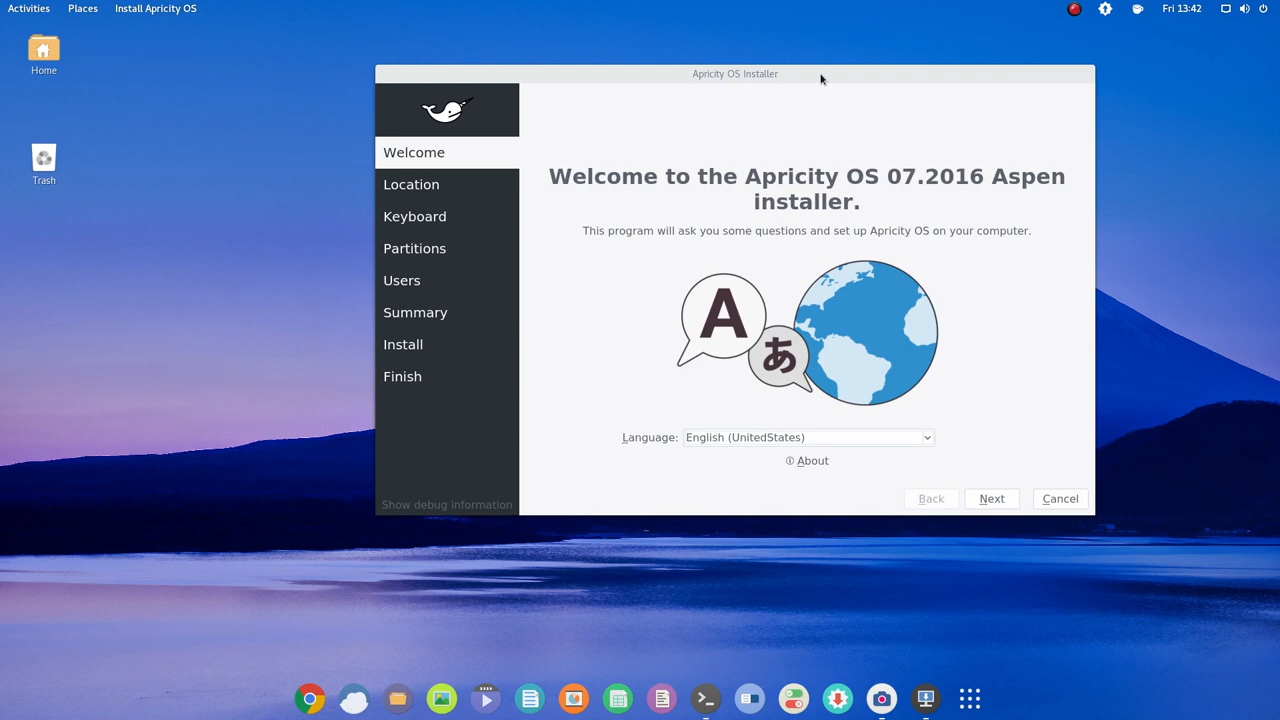 Activities Places Install Apricity OS Fri 13:42
Home
Trash
Apricity OS Installer
Welcome
Location
Keyboard
Partitions
Users
Summary
Install
Finish
Show debug information
Welcome to the Apricity OS 07.2016 Aspen
installer.
This program will ask you some questions and set up Apricity OS on your computer.
A
あ
Language: English (UnitedStates)
About
Back Next Cancel